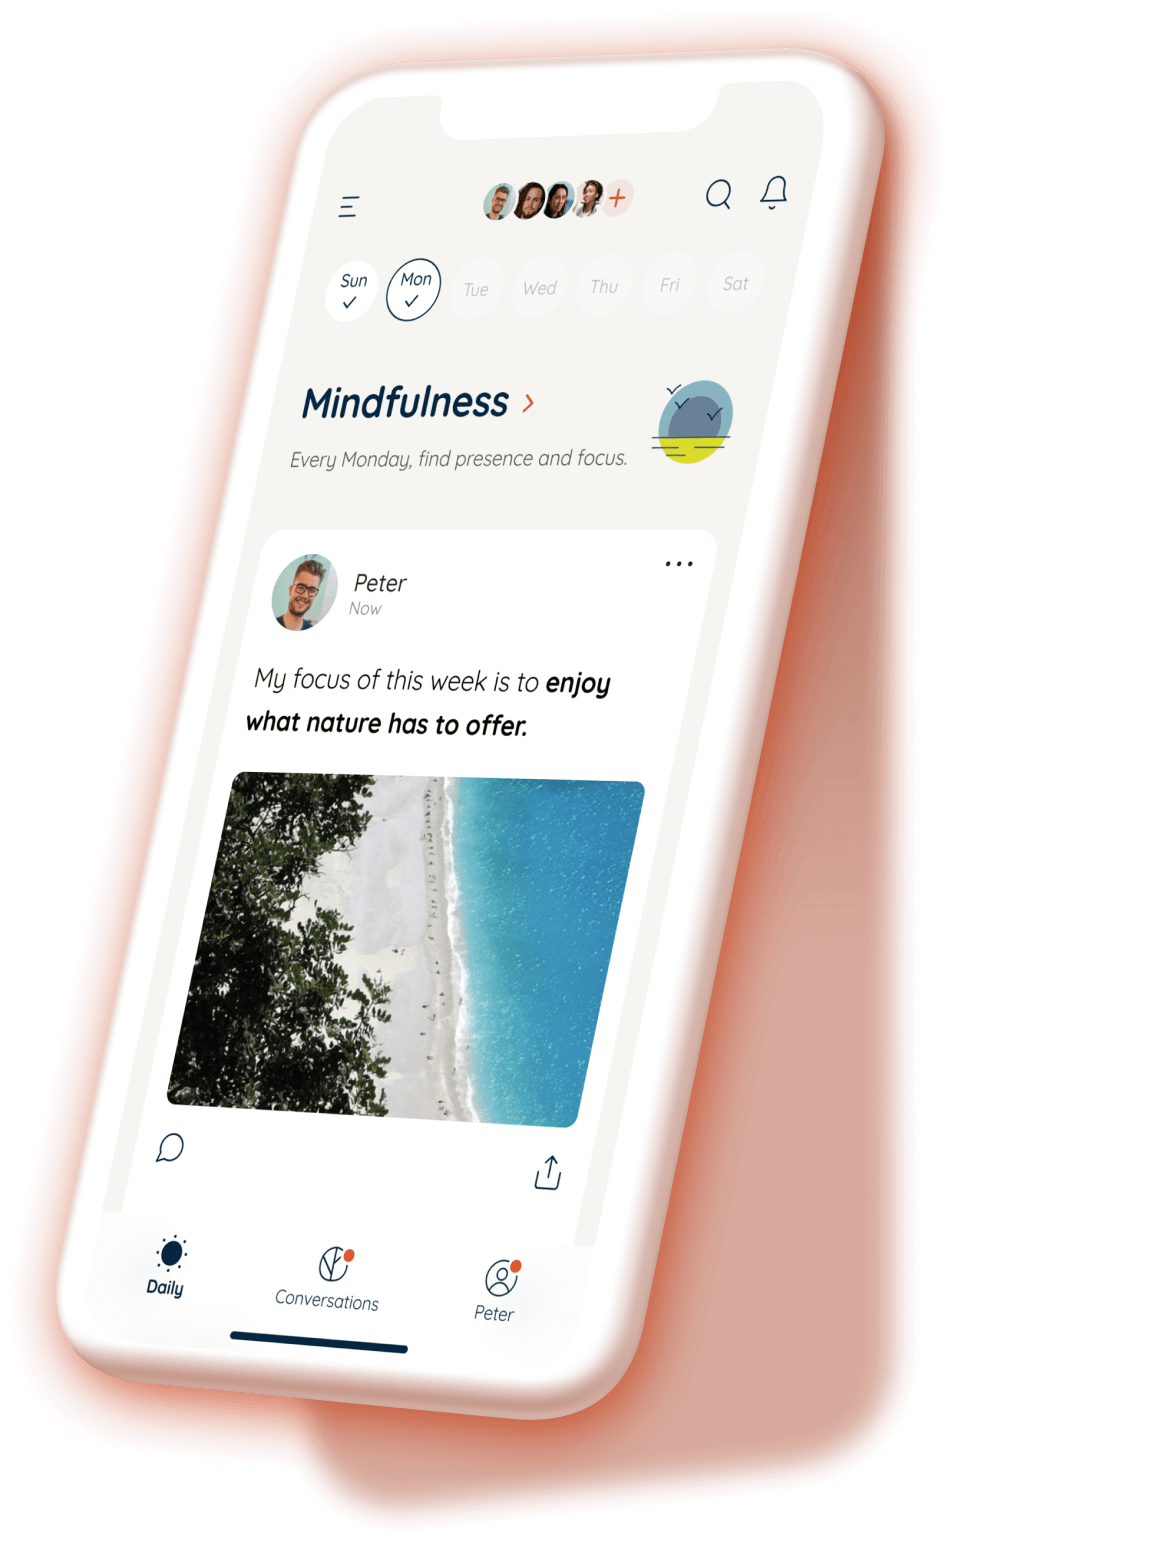 Sun Mon Tue Wed Thu Fri Sat
Mindfulness
Every Monday, find presence and focus.
Peter
Now
My focus of this week is to enjoy
what nature has to offer.
Daily Conversations Peter